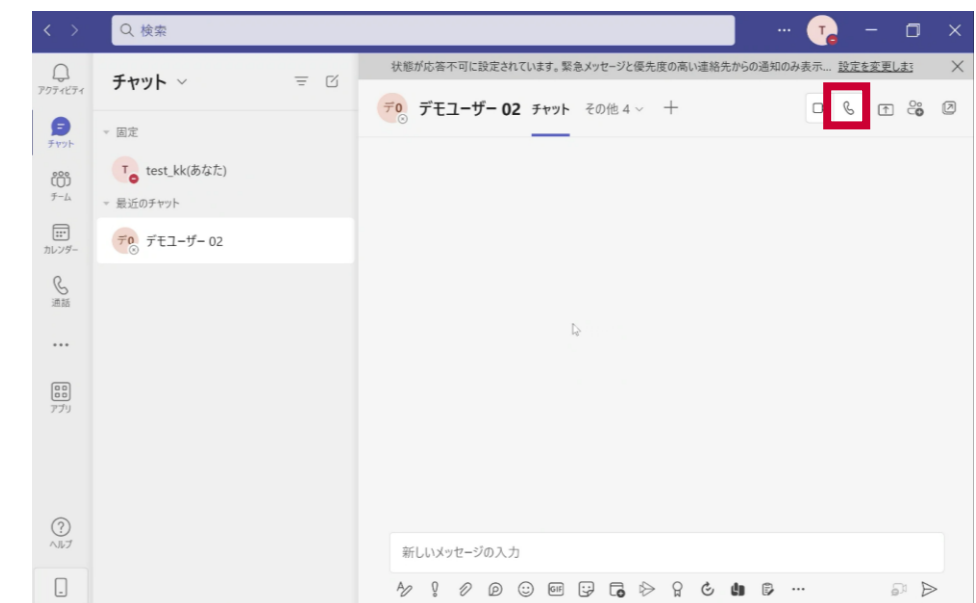 検索
T
アクティビティ
チャット
チーム
カレンダー
通話
アプリ
ヘルプ
チャット
固定
T test_kk(あなた)
最近のチャット
デ0 デモユーザー 02
状態が応答不可に設定されています。緊急メッセージと優先度の高い連絡先からの通知のみ表示... 設定を変更しま
デ0 デモユーザー 02 チャット その他 4
新しいメッセージの入力
GIF